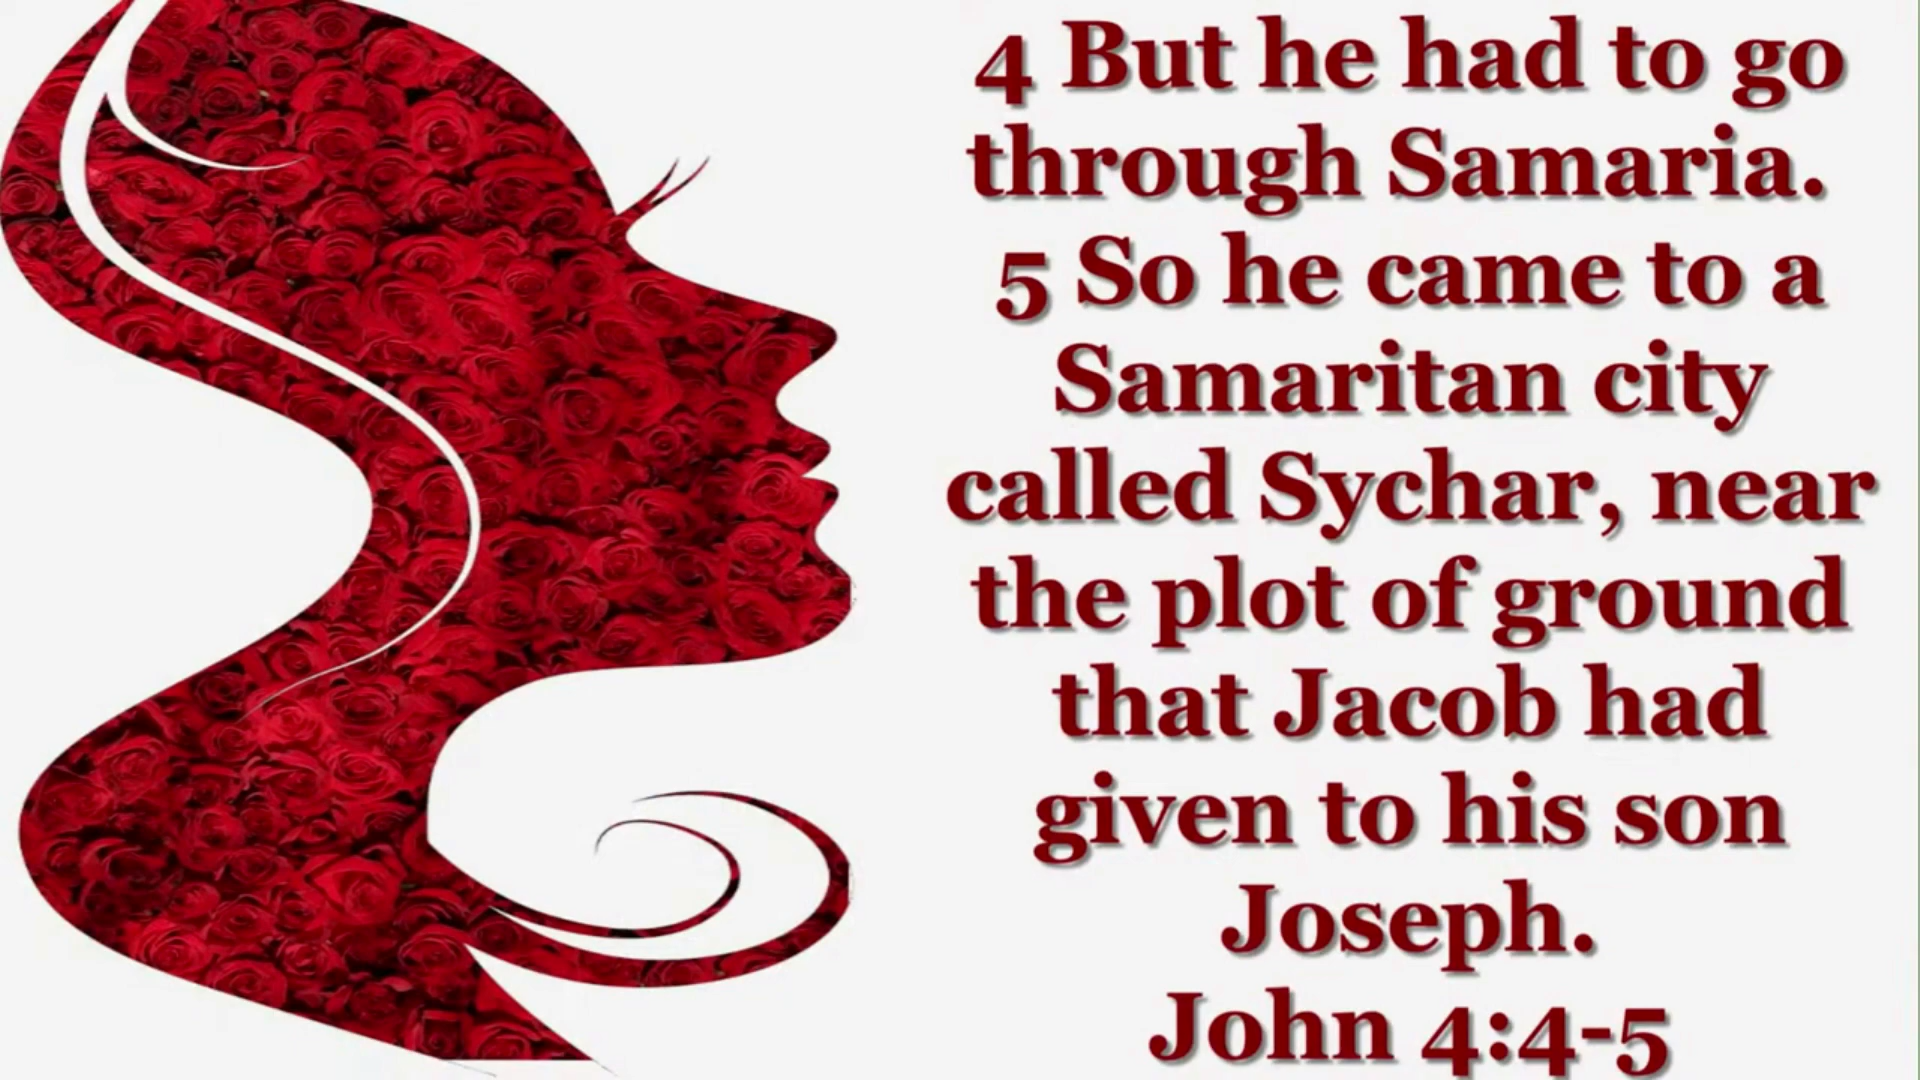 4 But he had to go
through Samaria.
5 So he came to a
Samaritan city
called Sychar, near
the plot of ground
that Jacob had
given to his son
Joseph.
John 4:4-5